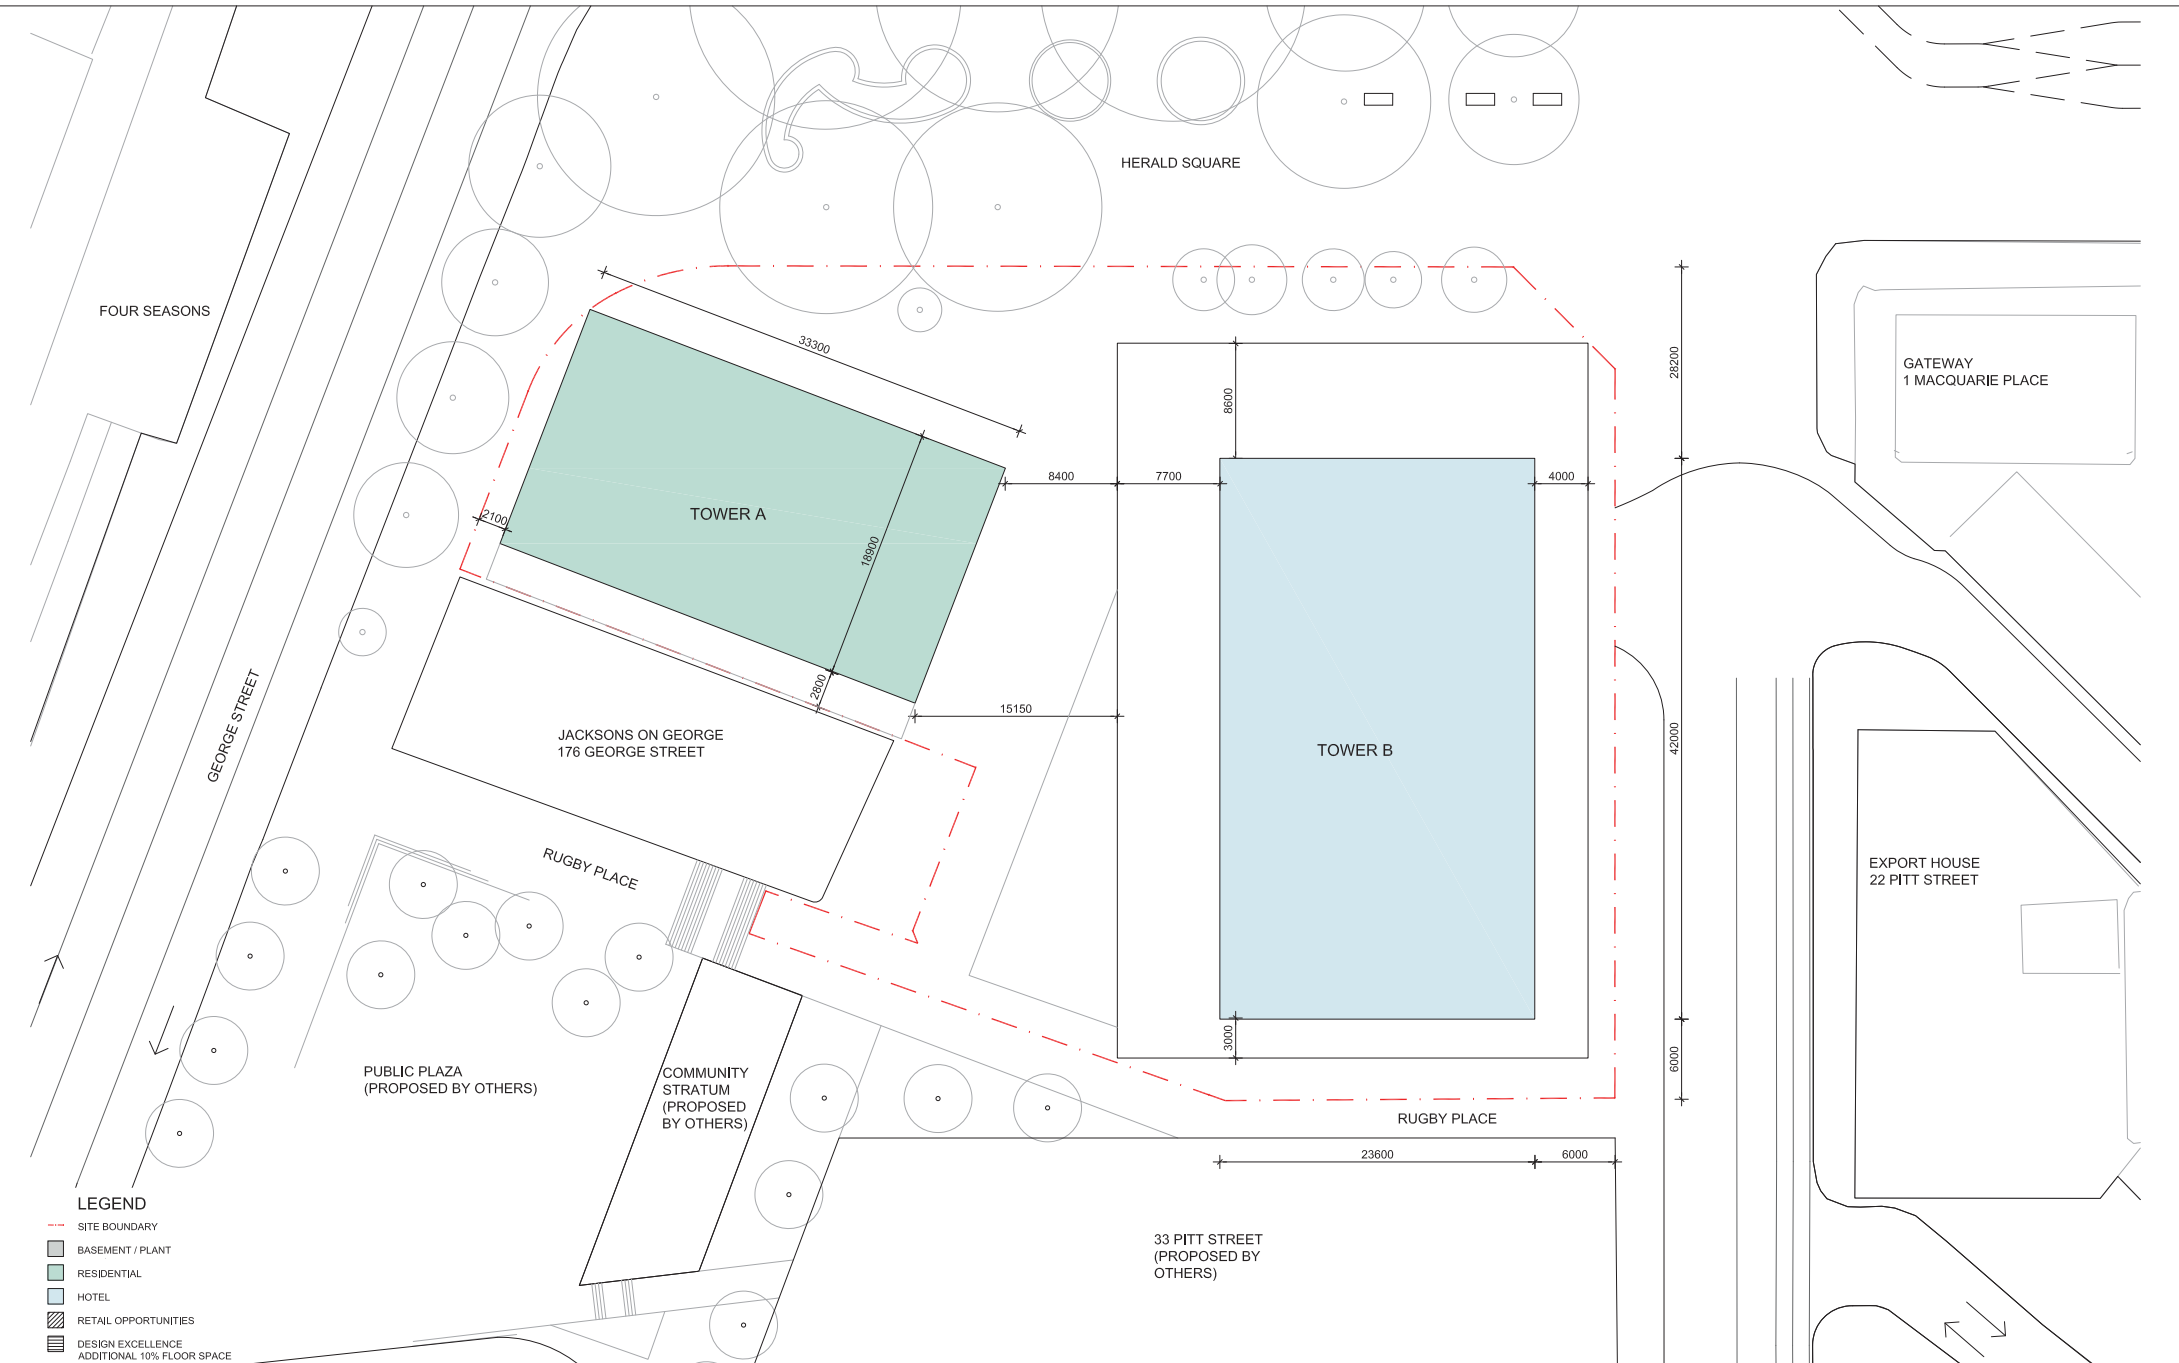 HERALD SQUARE
FOUR SEASONS
33300
28200
GATEWAY
1 MACQUARIE PLACE
8600
8400
7700
4000
2100
TOWER A
18900
2800
15150
GEORGE STREET
JACKSONS ON GEORGE
176 GEORGE STREET
TOWER B
42000
RUGBY PLACE
EXPORT HOUSE
22 PITT STREET
3000
6000
PUBLIC PLAZA
(PROPOSED BY OTHERS)
COMMUNITY
STRATUM
(PROPOSED
BY OTHERS)
RUGBY PLACE
23600
6000
33 PITT STREET
(PROPOSED BY
OTHERS)
LEGEND
SITE BOUNDARY
BASEMENT / PLANT
RESIDENTIAL
HOTEL
RETAIL OPPORTUNITIES
DESIGN EXCELLENCE
ADDITIONAL 10% FLOOR SPACE